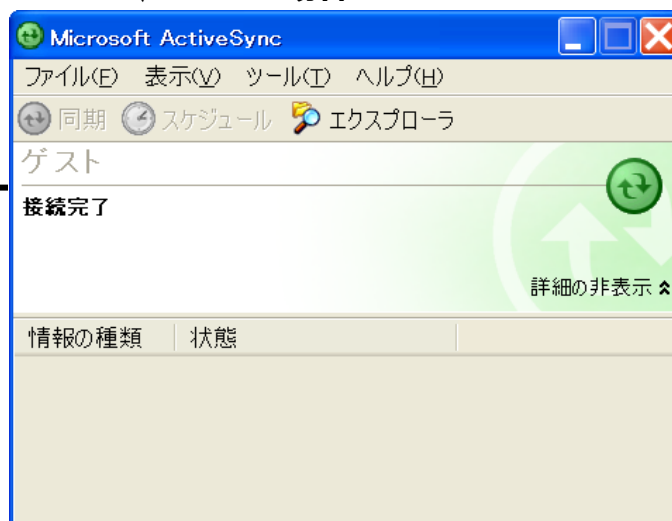 Microsoft ActiveSync
ファイル(F) 表示(V) ツール(T) ヘルプ(H)
同期 スケジュール エクスプローラ
ゲスト
接続完了
詳細の非表示
情報の種類 状態